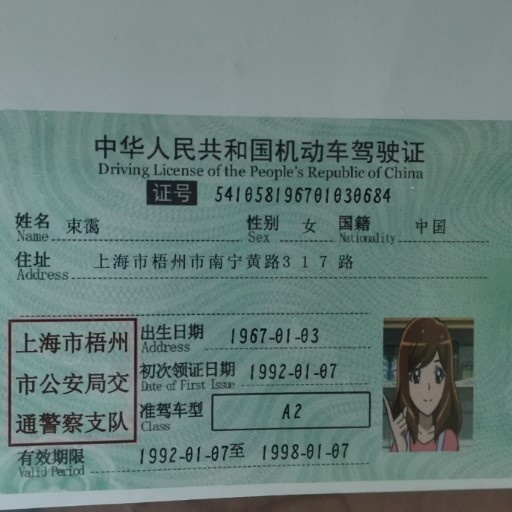 中华人民共和国机动车驾驶证
Driving License of the People's Republic of China
证号 541058196701030684
姓名 束霭 性别 女 国籍 中国
Name Sex Nationality
住址 上海市梧州市南宁黄路317路
Address
上海市梧州
市公安局交
通警察支队
出生日期 1967-01-03
Address
初次领证日期 1992-01-07
Date of First Issue
准驾车型 A2
Class
有效期限 1992-01-07至 1998-01-07
Valid Period